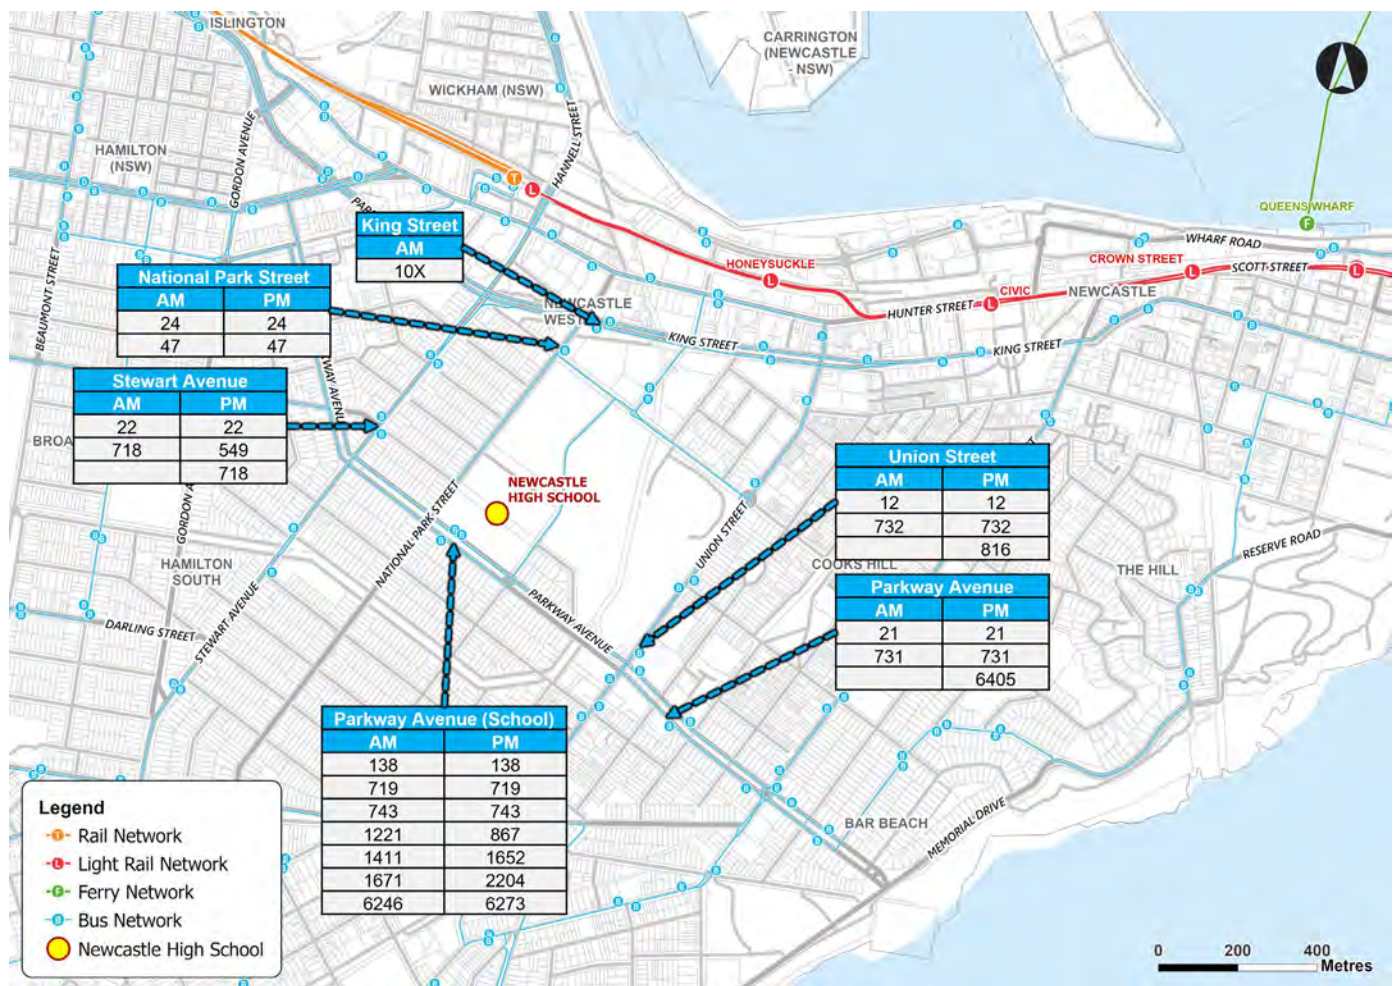 ISLINGTON
CARRINGTON
(NEWCASTLE
- NSW)
WICKHAM (NSW)
HANNELL STREET
GORDON AVENUE
HAMILTON
(NSW)
T
L
QUEENS WHARF
F
WHARF ROAD
King Street
AM
10X
HONEYSUCKLE
L
CROWN STREET
L
SCOTT STREET
L
CIVIC
L
NEWCASTLE
HUNTER STREET
BEAUMONT STREET
National Park Street
AM PM
24 24
47 47
NEWCASTLE
WEST
KING STREET
KING STREET
Stewart Avenue
AM PM
22 22
718 549
718
NEWCASTLE
HIGH SCHOOL
NATIONAL PARK STREET
UNION STREET
Union Street
AM PM
12 12
732 732
816
COOKS HILL
THE HILL
RESERVE ROAD
HAMILTON
SOUTH
DARLING STREET
STEWART AVENUE
PARKWAY AVENUE
Parkway Avenue
AM PM
21 21
731 731
6405
Parkway Avenue (School)
AM PM
138 138
719 719
743 743
1221 867
1411 1652
1671 2204
6246 6273
BAR BEACH
MEMORIAL DRIVE
Legend
T Rail Network
L Light Rail Network
F Ferry Network
B Bus Network
Newcastle High School
0 200 400
Metres